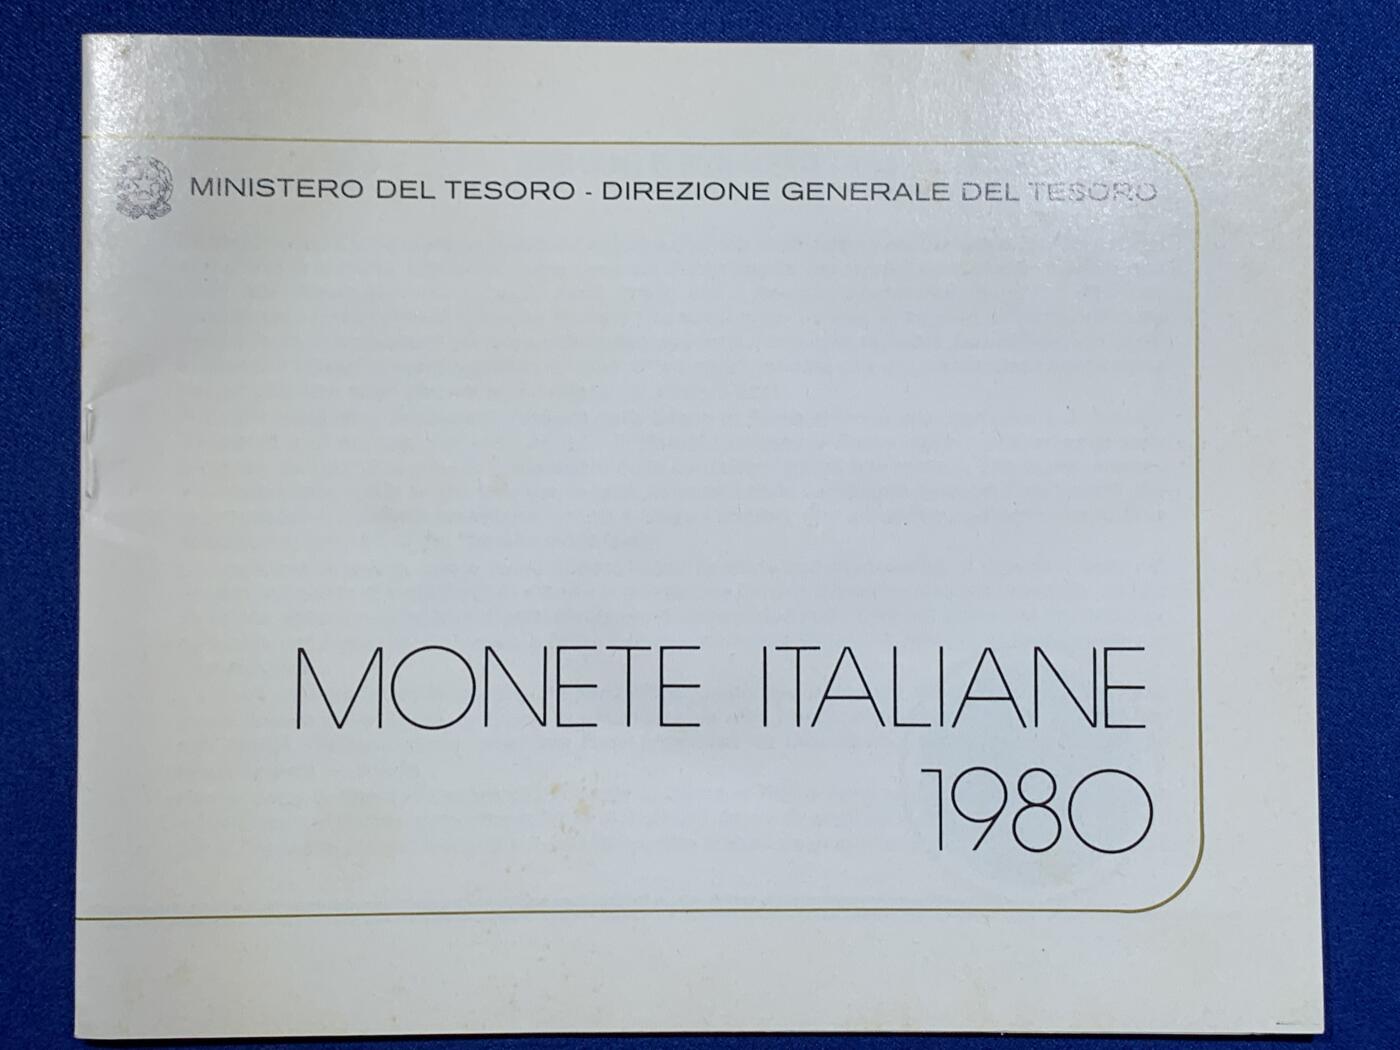 MINISTERO DEL TESORO - DIREZIONE GENERALE DEL TESORO
MONETE ITALIANE
1980